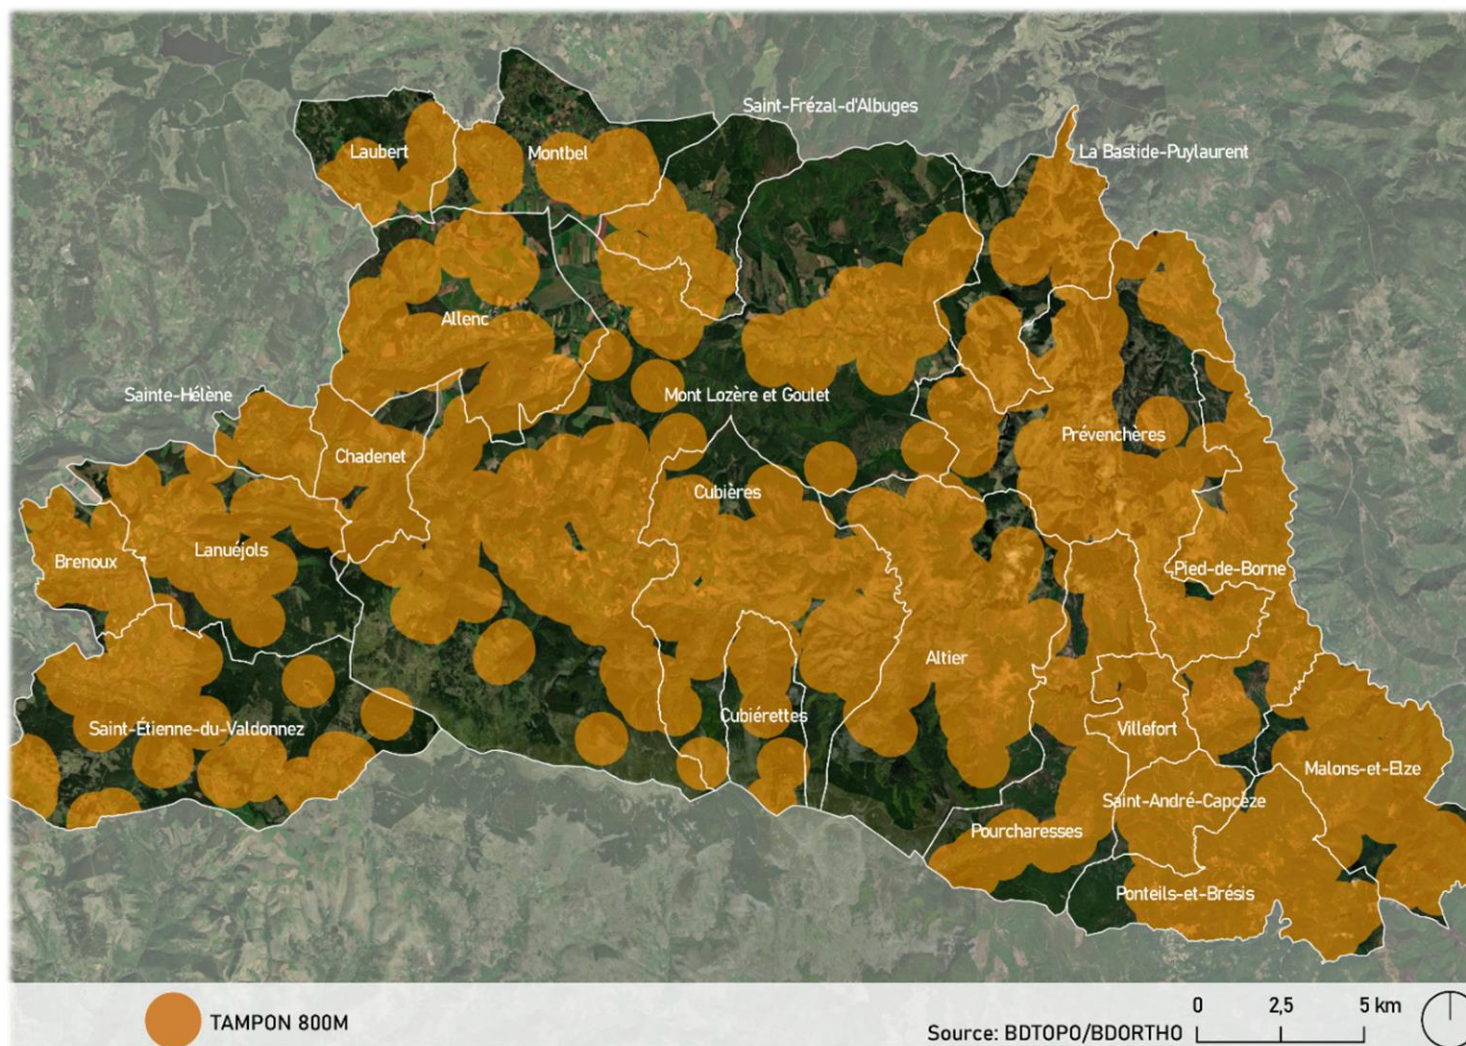 Saint-Frézal-d'Albuges
Laubert
Montbel
La Bastide-Puylaurent
Allenc
Sainte-Hélène
Mont Lozère et Goulet
Prévenchères
Chadenet
Cubières
Lanuéjols
Brenoux
Pied-de-Borne
Altier
Cubiérettes
Saint-Étienne-du-Valdonnez
Villefort
Malons-et-Elze
Saint-André-Capcèze
Pourcharesses
Ponteils-et-Brésis
TAMPON 800M
Source: BDTOPO/BDORTHO
0 2,5 5 km